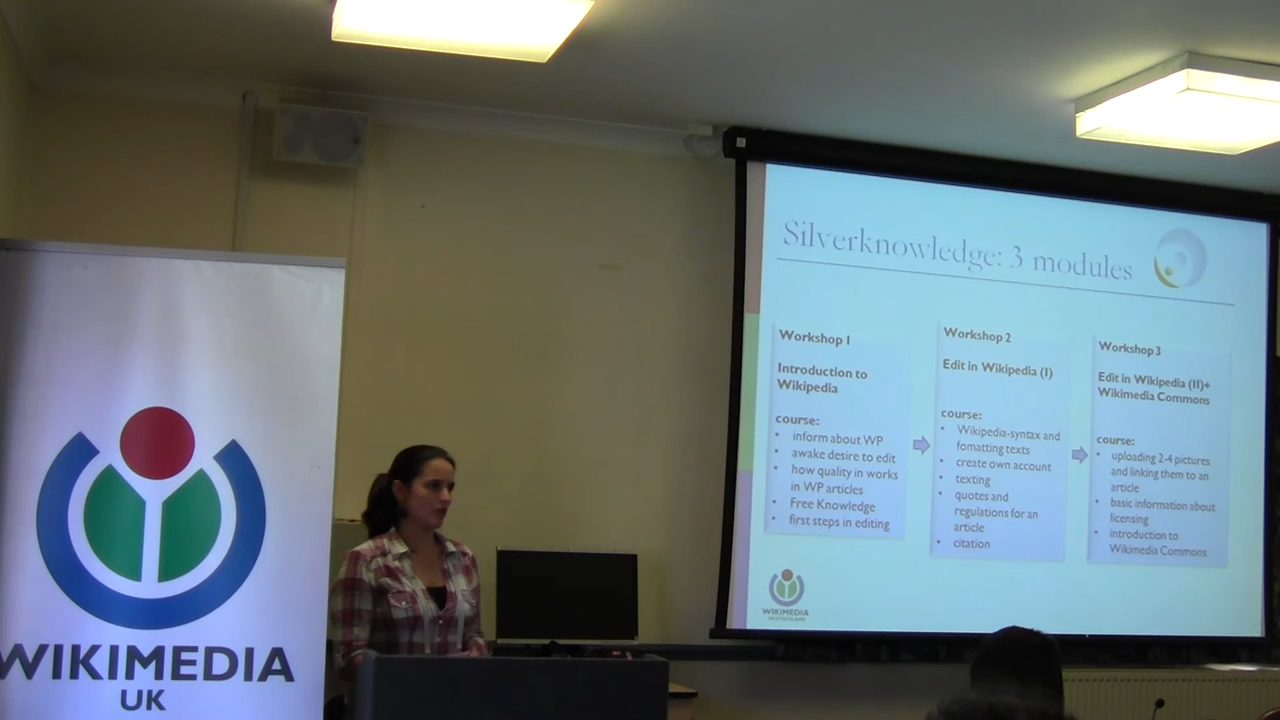 WIKIMEDIA
UK
Silverknowledge: 3 modules
Workshop 1
Introduction to
Wikipedia
course:
• inform about WP
• awake desire to edit
• how quality in works
in WP articles
• Free Knowledge
• first steps in editing
Workshop 2
Edit in Wikipedia (I)
course:
• Wikipedia-syntax and
fomatting texts
• create own account
• texting
• quotes and
regulations for an
article
• citation
Workshop 3
Edit in Wikipedia (II)+
Wikimedia Commons
course:
• uploading 2-4 pictures
and linking them to an
article
• basic information about
licensing
• introduction to
Wikimedia Commons
WIKIMEDIA
DEUTSCHLAND